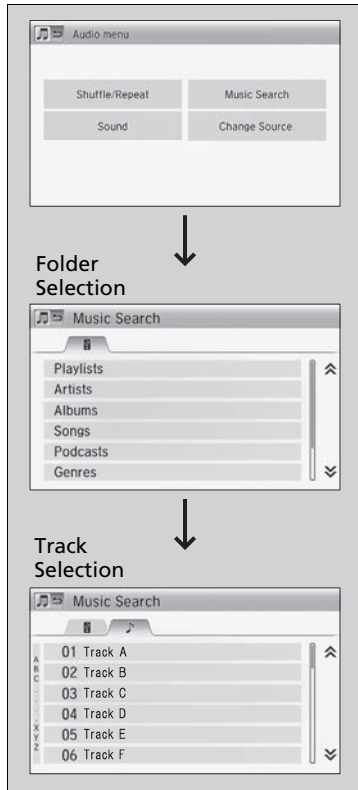 Audio menu
Shuffle/Repeat Music Search
Sound Change Source
Folder
Selection
Music Search
Playlists
Artists
Albums
Songs
Podcasts
Genres
Track
Selection
Music Search
A
B
C
X
Y
Z
01 Track A
02 Track B
03 Track C
04 Track D
05 Track E
06 Track F